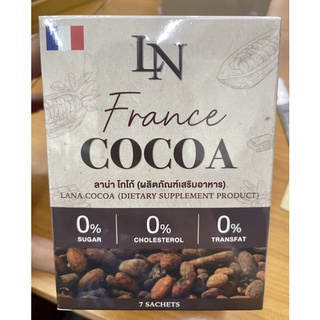 LN
France
COCOA
ลาน่า โกโก้ (ผลิตภัณฑ์เสริมอาหาร)
LANA COCOA (DIETARY SUPPLEMENT PRODUCT)
0% 0% 0%
SUGAR CHOLESTEROL TRANSFAT
7 SACHETS